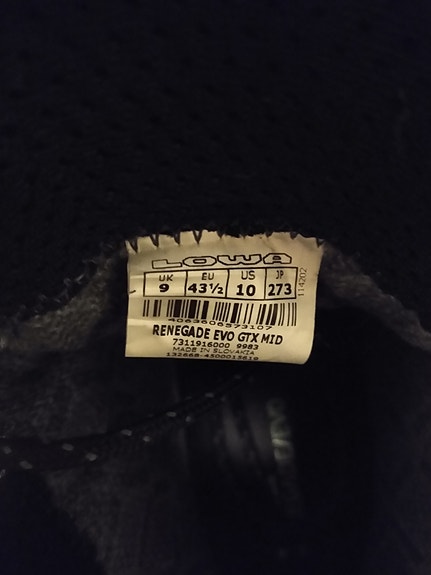 LOWA
UK EU US JP
9 43½ 10 273
114202
4063606573107
RENEGADE EVO GTX MID
7311916000 9983
MADE IN SLOVAKIA
132668-4500013619